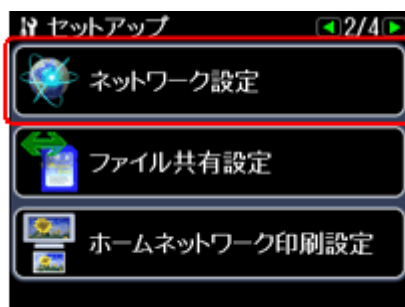 セットアップ 2/4
ネットワーク設定
ファイル共有設定
ホームネットワーク印刷設定